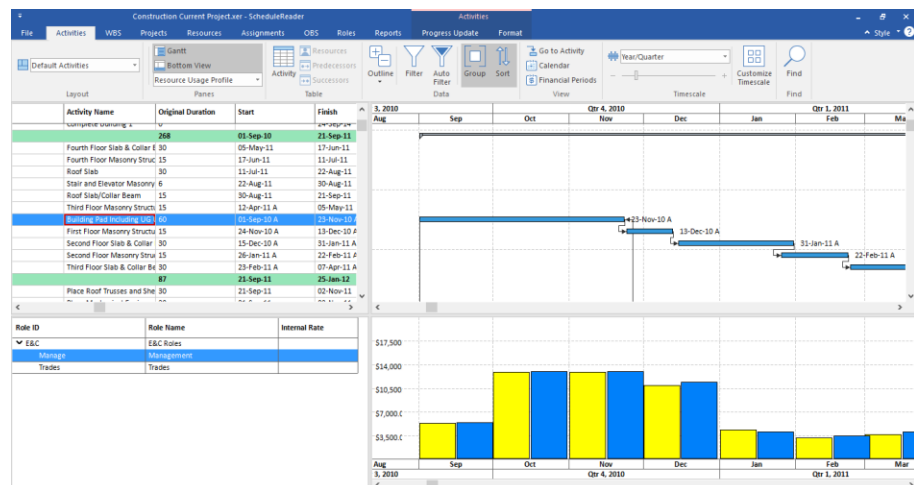 Construction Current Project.xer - ScheduleReader
Activities
File Activities WBS Projects Resources Assignments OBS Roles Reports Progress Update Format Style
Default Activities
Gantt
Bottom View
Resource Usage Profile
Activity
Resources
Predecessors
Successors
Outline Filter Auto Filter Group Sort
Go to Activity
Calendar
Financial Periods
Year/Quarter
Customize Timescale
Find
Layout Panes Table Data View Timescale Find
Activity Name Original Duration Start Finish
3, 2010 Qtr 4, 2010 Qtr 1, 2011
Aug Sep Oct Nov Dec Jan Feb Ma
Complete Building 1 0 24-Sep-14
268 01-Sep-10 21-Sep-11
Fourth Floor Slab & Collar E 30 05-May-11 17-Jun-11
Fourth Floor Masonry Struc 15 17-Jun-11 11-Jul-11
Roof Slab 30 11-Jul-11 22-Aug-11
Stair and Elevator Masonry 6 22-Aug-11 30-Aug-11
Roof Slab/Collar Beam 15 30-Aug-11 21-Sep-11
Third Floor Masonry Structu 15 12-Apr-11 A 05-May-11
Building Pad Including UG 60 01-Sep-10 A 23-Nov-10 A
23-Nov-10 A
First Floor Masonry Structu 15 24-Nov-10 A 13-Dec-10 A
13-Dec-10 A
Second Floor Slab & Collar 30 15-Dec-10 A 31-Jan-11 A
31-Jan-11 A
Second Floor Masonry Stru 15 26-Jan-11 A 22-Feb-11 A
22-Feb-11 A
Third Floor Slab & Collar Be 30 23-Feb-11 A 07-Apr-11 A
87 21-Sep-11 25-Jan-12
Place Roof Trusses and She 30 21-Sep-11 02-Nov-11
Role ID Role Name Internal Rate
E&C E&C Roles
Manage Management
Trades Trades
$17,500
$14,000
$10,500
$7,000.0
$3,500.0
Aug Sep Oct Nov Dec Jan Feb Mar
3, 2010 Qtr 4, 2010 Qtr 1, 2011